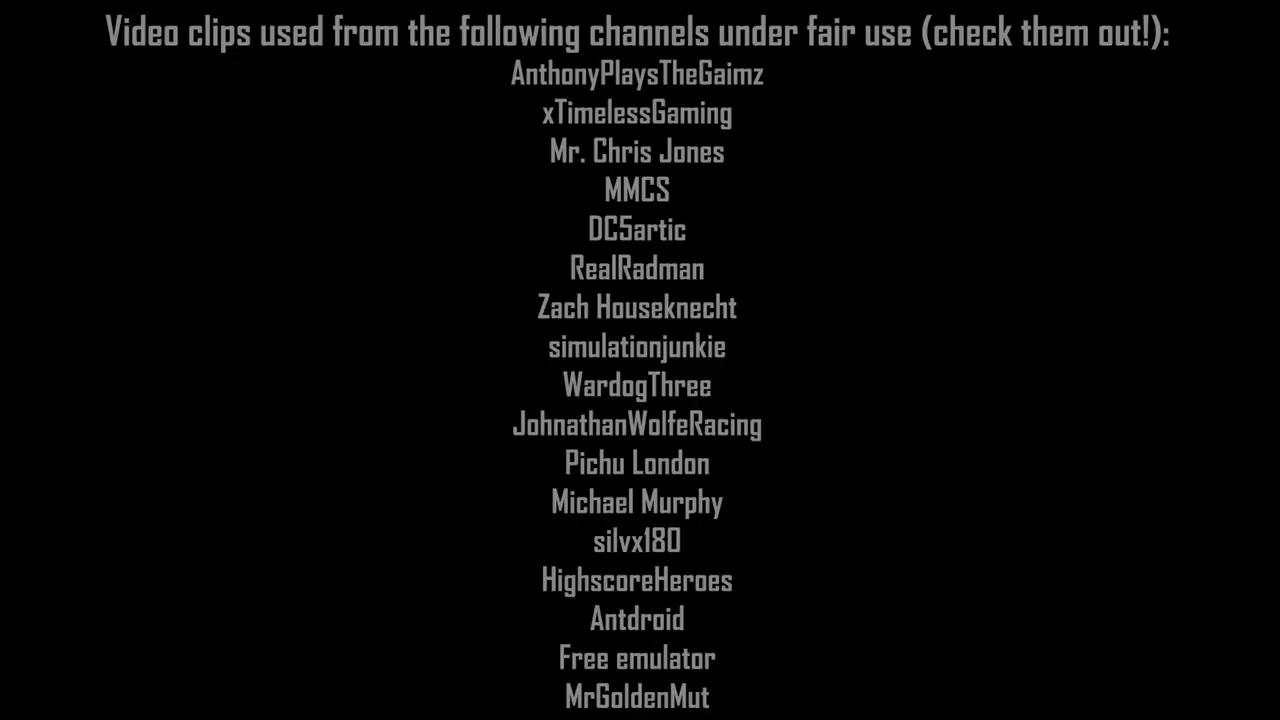 Video clips used from the following channels under fair use (check them out!):
AnthonyPlaysTheGaimz
xTimelessGaming
Mr. Chris Jones
MMCS
DC5artic
RealRadman
Zach Houseknecht
simulationjunkie
WardogThree
JohnathanWolfeRacing
Pichu London
Michael Murphy
silvx180
HighscoreHeroes
Antdroid
Free emulator
MrGoldenMut